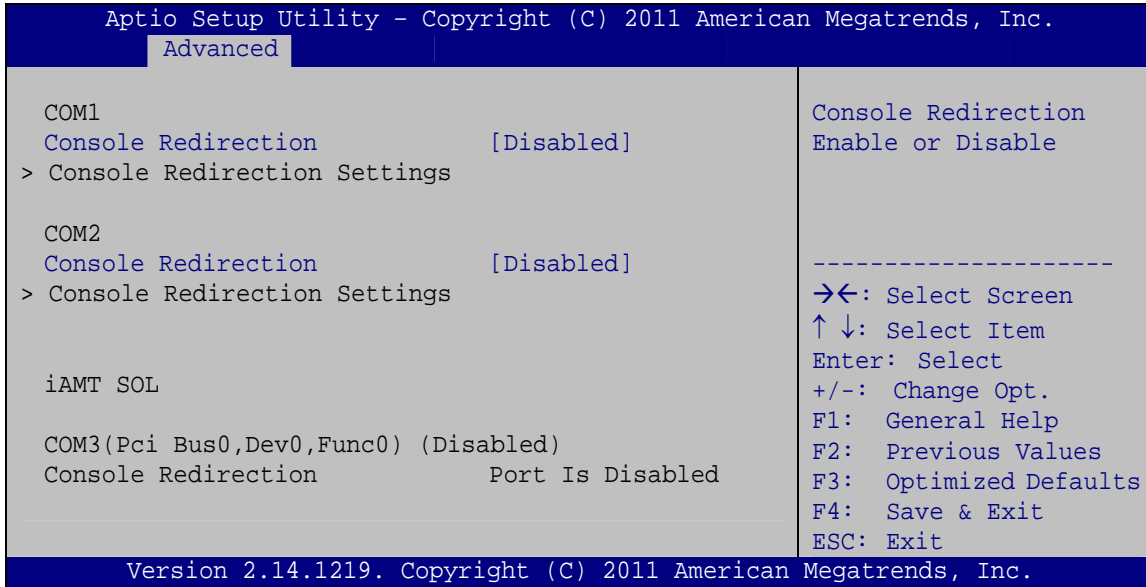 Aptio Setup Utility – Copyright (C) 2011 American Megatrends, Inc.
Advanced
COM1
Console Redirection [Disabled]
> Console Redirection Settings
COM2
Console Redirection [Disabled]
> Console Redirection Settings
iAMT SOL
COM3(Pci Bus0,Dev0,Func0) (Disabled)
Console Redirection Port Is Disabled
Console Redirection
Enable or Disable
---------------------
→←: Select Screen
↑ ↓: Select Item
Enter: Select
+/-: Change Opt.
F1: General Help
F2: Previous Values
F3: Optimized Defaults
F4: Save & Exit
ESC: Exit
Version 2.14.1219. Copyright (C) 2011 American Megatrends, Inc.